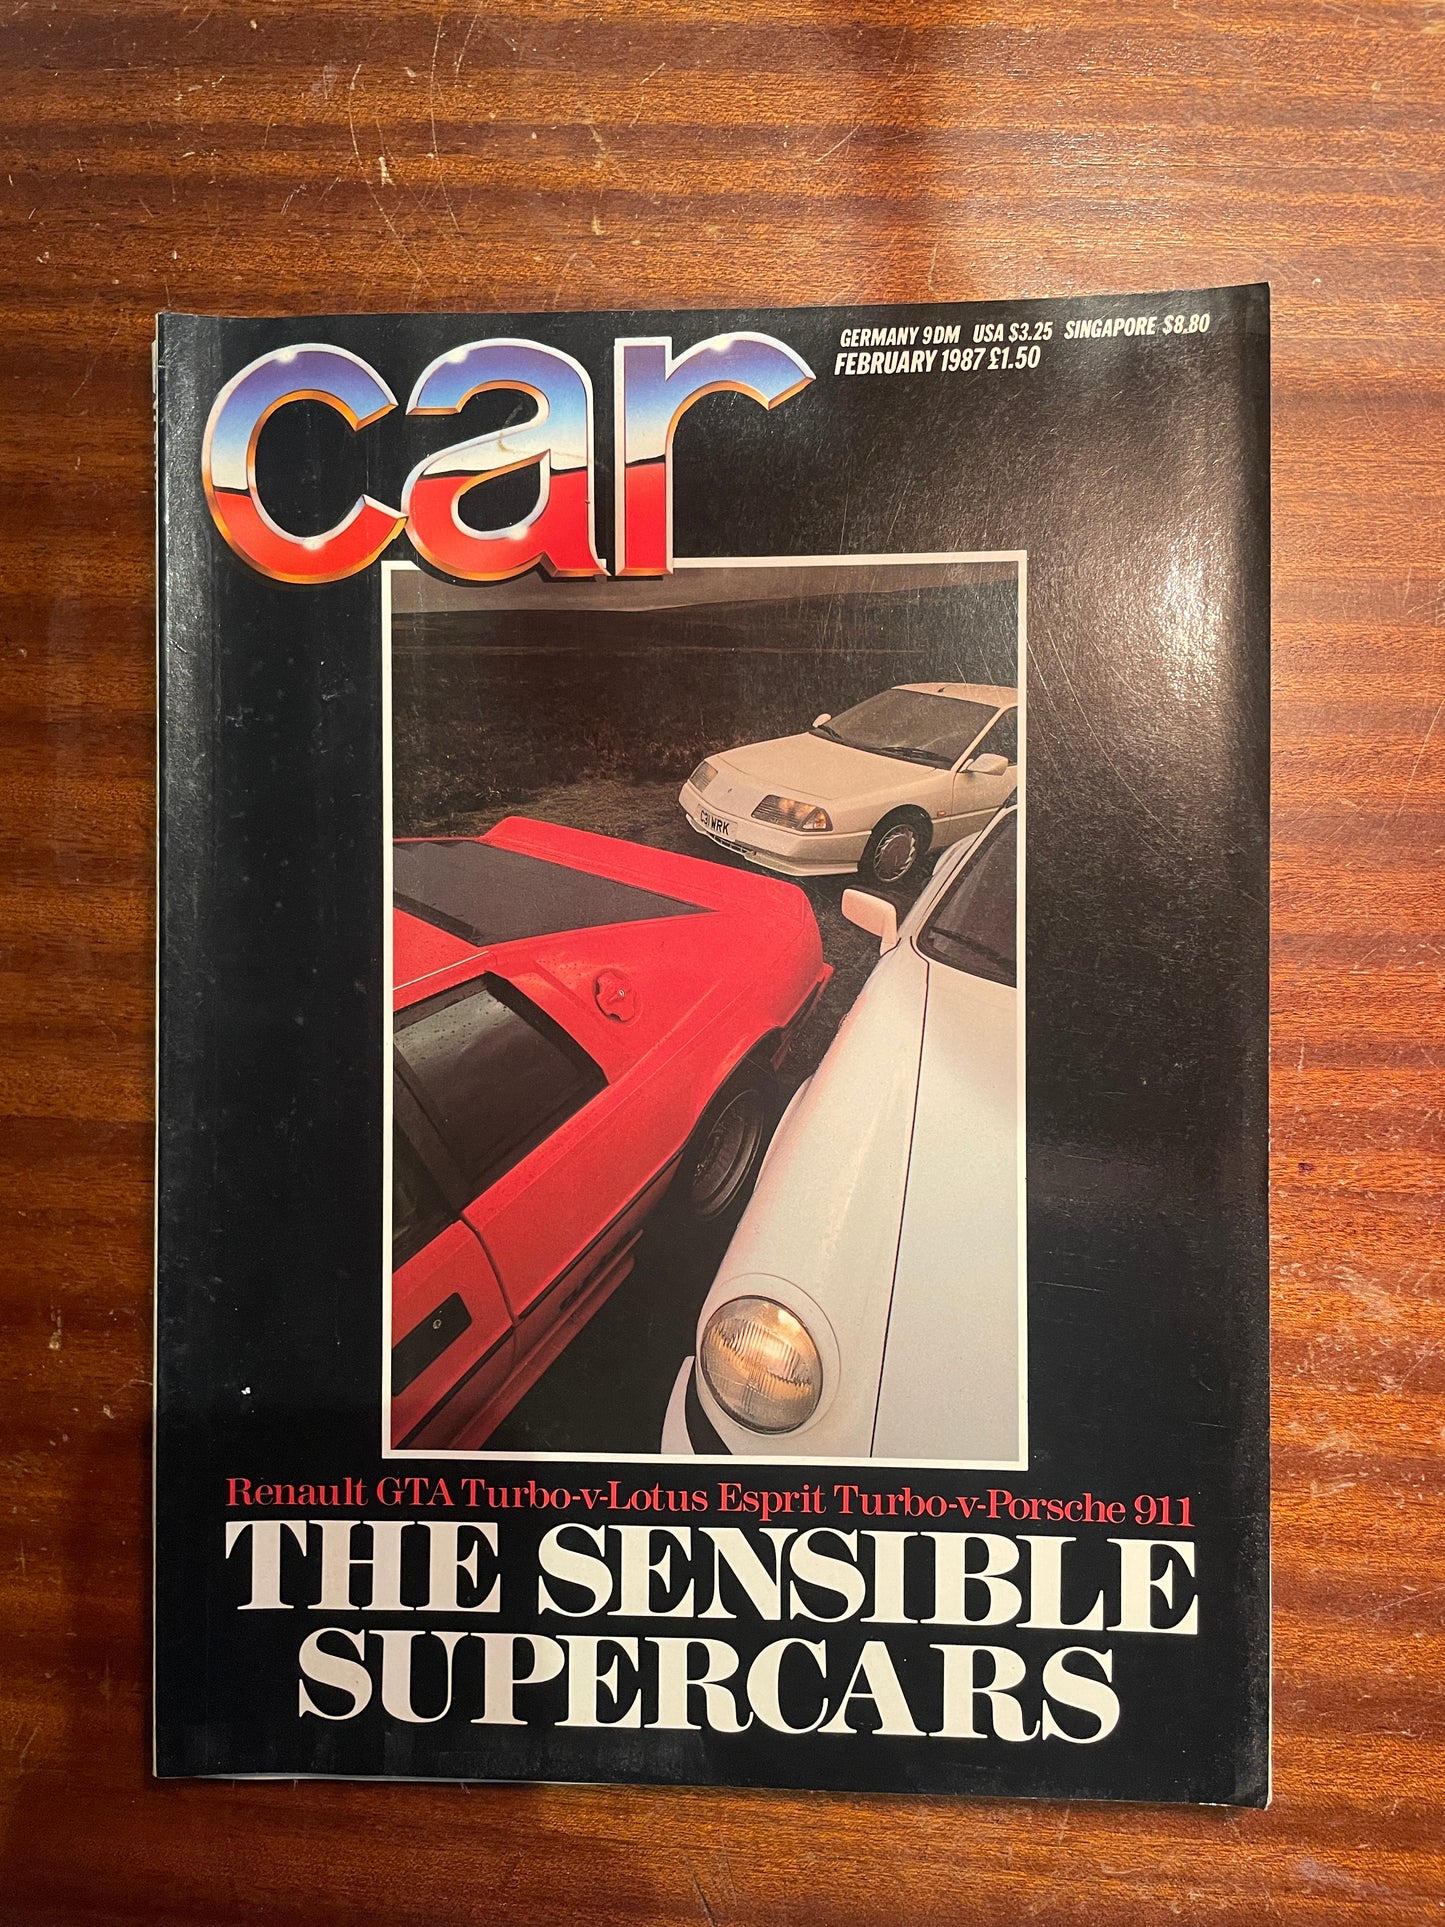 car
GERMANY 9DM USA $3.25 SINGAPORE $8.80
FEBRUARY 1987 £1.50
C31 WRK
Renault GTA Turbo-v-Lotus Esprit Turbo-v-Porsche 911
THE SENSIBLE
SUPERCARS